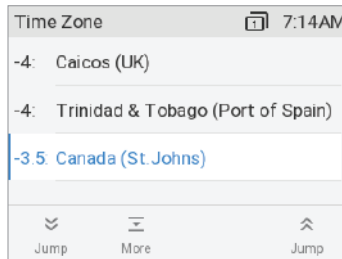 Time Zone 1 7:14AM
-4: Caicos (UK)
-4: Trinidad & Tobago (Port of Spain)
-3.5: Canada (St.Johns)
Jump More Jump